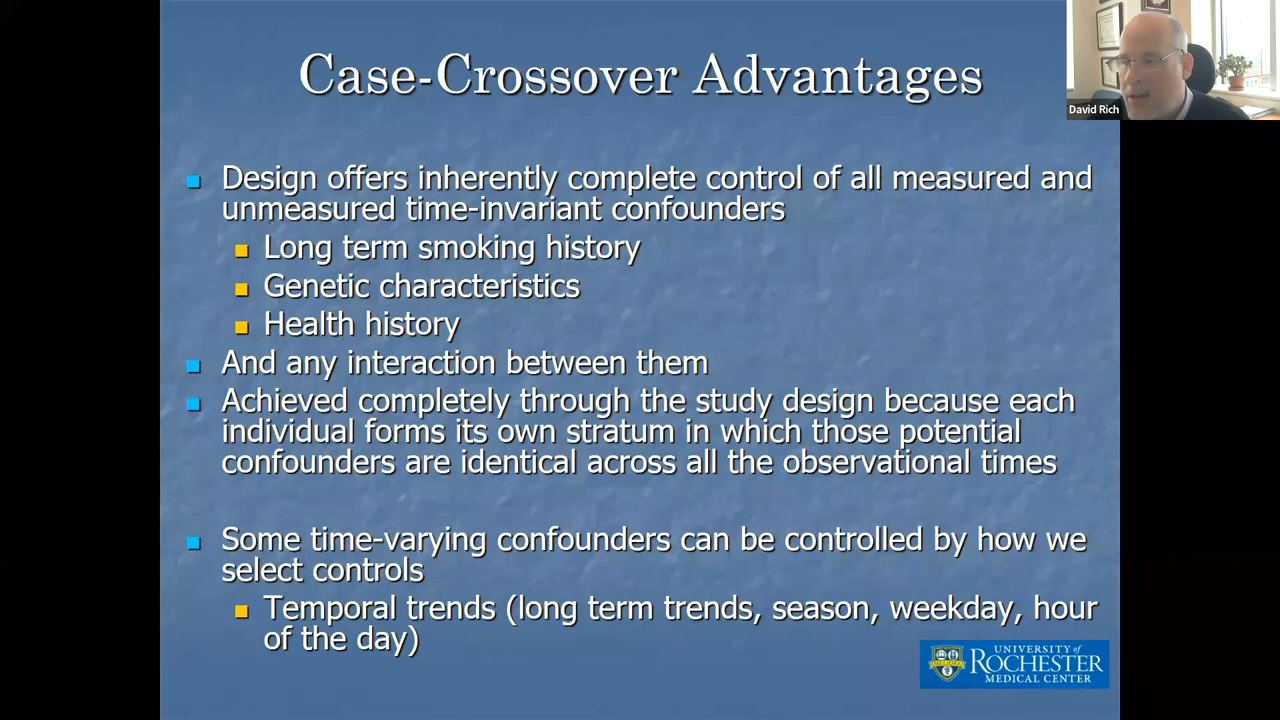 Case-Crossover Advantages
David Rich
Design offers inherently complete control of all measured and
unmeasured time-invariant confounders
Long term smoking history
Genetic characteristics
Health history
And any interaction between them
Achieved completely through the study design because each
individual forms its own stratum in which those potential
confounders are identical across all the observational times
Some time-varying confounders can be controlled by how we
select controls
Temporal trends (long term trends, season, weekday, hour
of the day)
UNIVERSITY of
ROCHESTER
MEDICAL CENTER